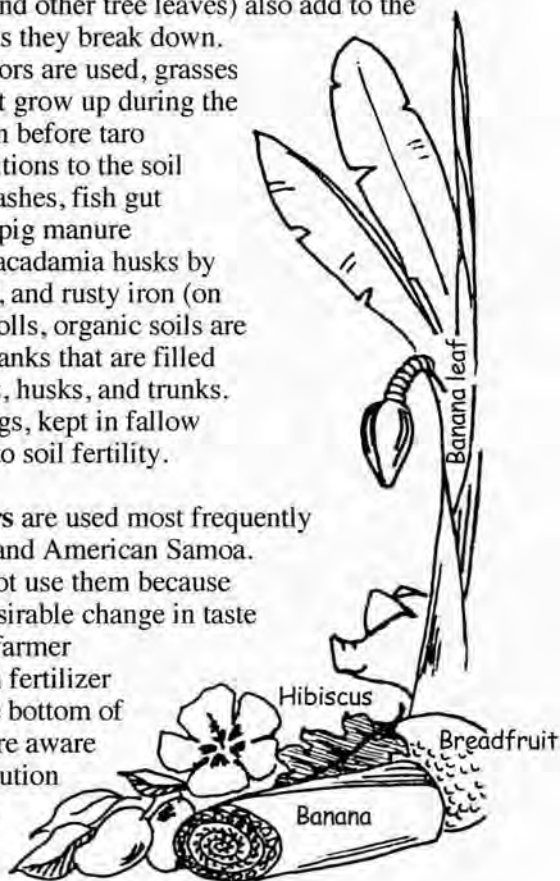 nd other tree leaves) also add to the
s they break down.
ors are used, grasses
t grow up during the
n before taro
itions to the soil
ashes, fish gut
pig manure
acadamia husks by
, and rusty iron (on
olls, organic soils are
anks that are filled
s, husks, and trunks.
gs, kept in fallow
o soil fertility.
rs are used most frequently
and American Samoa.
ot use them because
sirable change in taste
farmer
n fertilizer
e bottom of
re aware
ution
Banana leaf
Hibiscus
Breadfruit
Banana